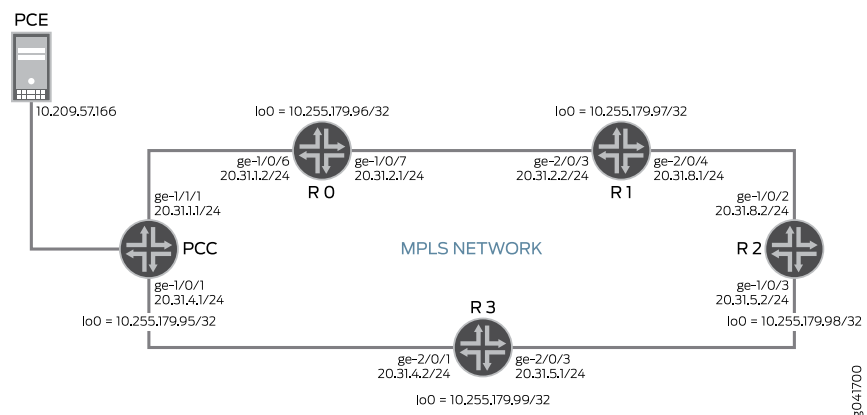 PCE
10.209.57.166
lo0 = 10.255.179.96/32
lo0 = 10.255.179.97/32
ge-1/0/6
20.31.1.2/24
ge-1/0/7
20.31.2.1/24
R 0
ge-2/0/3
20.31.2.2/24
ge-2/0/4
20.31.8.1/24
R 1
ge-1/1/1
20.31.1.1/24
ge-1/0/2
20.31.8.2/24
PCC
MPLS NETWORK
R 2
ge-1/0/1
20.31.4.1/24
lo0 = 10.255.179.95/32
ge-1/0/3
20.31.5.2/24
lo0 = 10.255.179.98/32
R 3
ge-2/0/1
20.31.4.2/24
ge-2/0/3
20.31.5.1/24
lo0 = 10.255.179.99/32
g041700